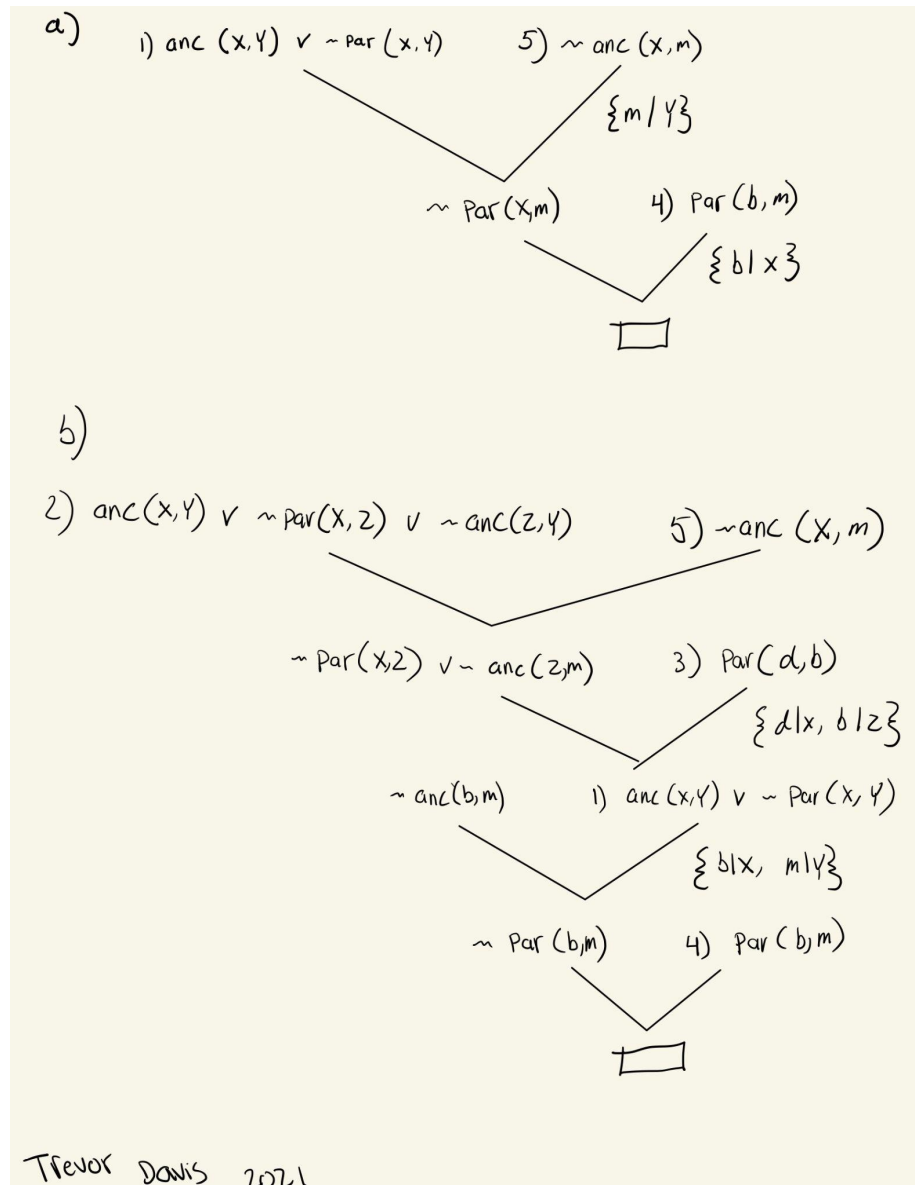 a)
1) anc (x,y) v ~ par (x,y) 5) ~ anc (x,m)
{m/y}
~ par(x,m) 4) par(b,m)
{b|x}
b)
2) anc(x,y) v ~ par(x,z) v ~ anc(z,y) 5) ~anc (x,m)
~ par(x,z) v ~ anc(z,m) 3) par(d,b)
{d|x, b|z}
~ anc(b,m) 1) anc (x,y) v ~ par(x,y)
{b|x, m|y}
~ par (b,m) 4) par (b,m)
Trevor Davis 2021